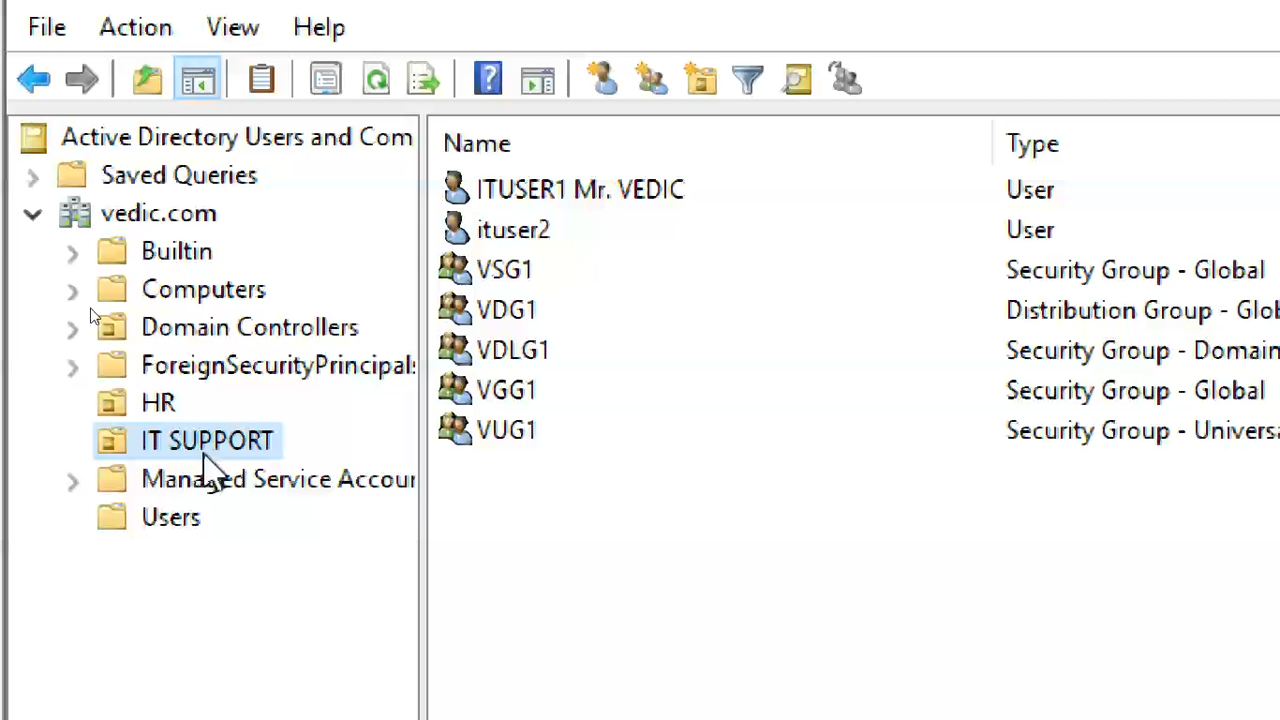 File Action View Help
Active Directory Users and Com
Saved Queries
vedic.com
Builtin
Computers
Domain Controllers
ForeignSecurityPrincipals
HR
IT SUPPORT
Managed Service Accour
Users
Name Type
ITUSER1 Mr. VEDIC User
ituser2 User
VSG1 Security Group - Global
VDG1 Distribution Group - Glob
VDLG1 Security Group - Domain
VGG1 Security Group - Global
VUG1 Security Group - Universa